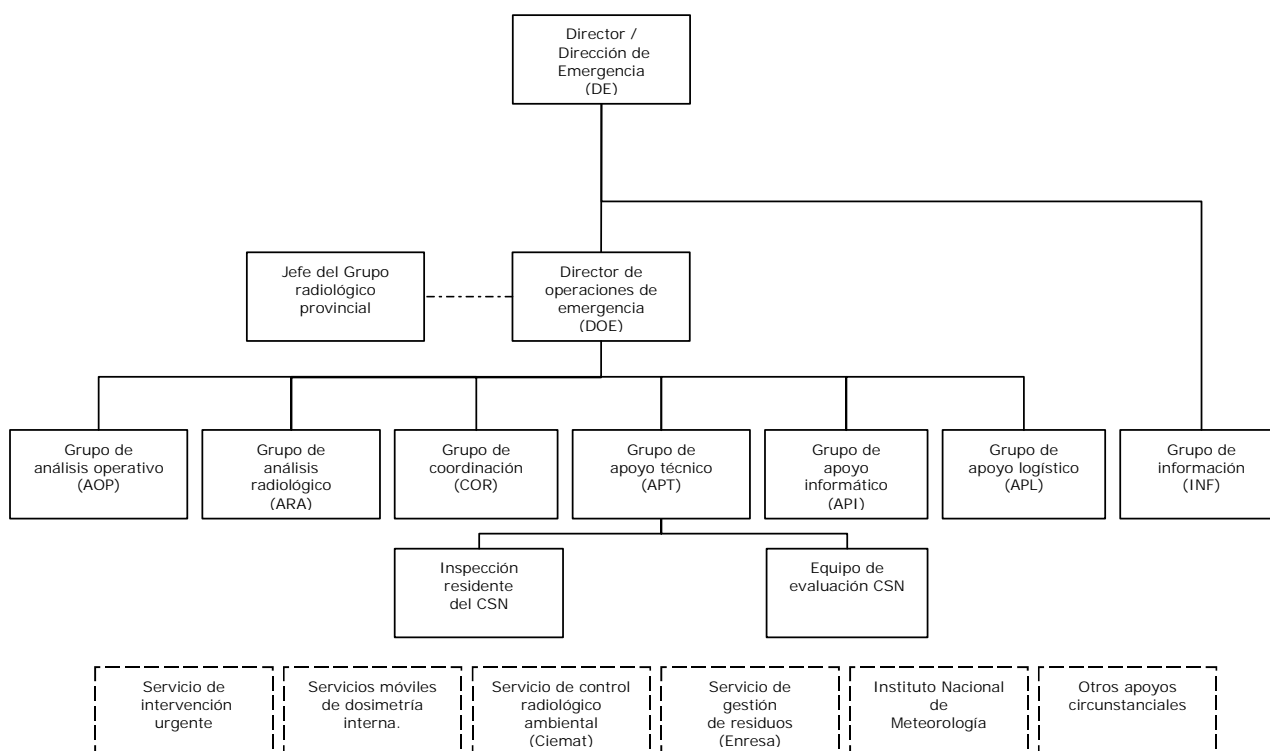 Director /
Dirección de
Emergencia
(DE)
Jefe del Grupo
radiológico
provincial
Director de
operaciones de
emergencia
(DOE)
Grupo de
análisis operativo
(AOP)
Grupo de
análisis
radiológico
(ARA)
Grupo de
coordinación
(COR)
Grupo de
apoyo técnico
(APT)
Grupo de
apoyo
informático
(API)
Grupo de
apoyo logístico
(APL)
Grupo de
información
(INF)
Inspección
residente
del CSN
Equipo de
evaluación CSN
Servicio de
intervención
urgente
Servicios móviles
de dosimetría
interna.
Servicio de control
radiológico
ambiental
(Ciemat)
Servicio de
gestión
de residuos
(Enresa)
Instituto Nacional
de
Meteorología
Otros apoyos
circunstanciales